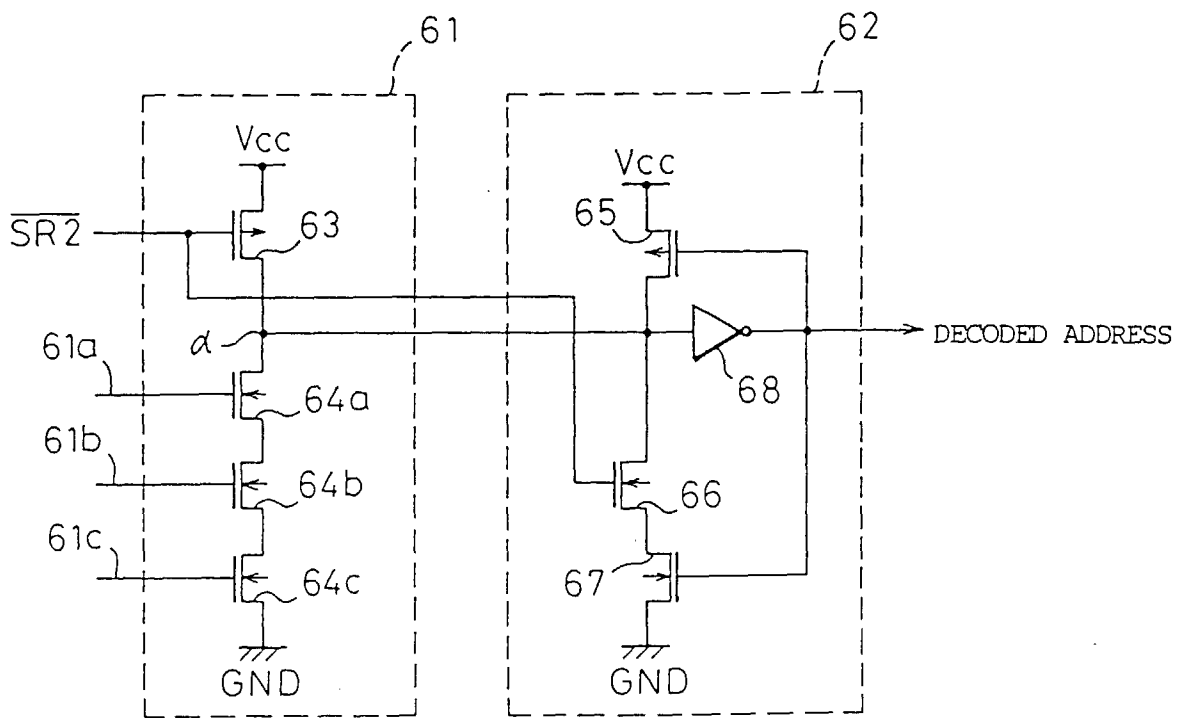 61
62
Vcc
Vcc
SR2
63
65
α
DECODED ADDRESS
61a
64a
68
61b
64b
66
61c
64c
67
GND
GND